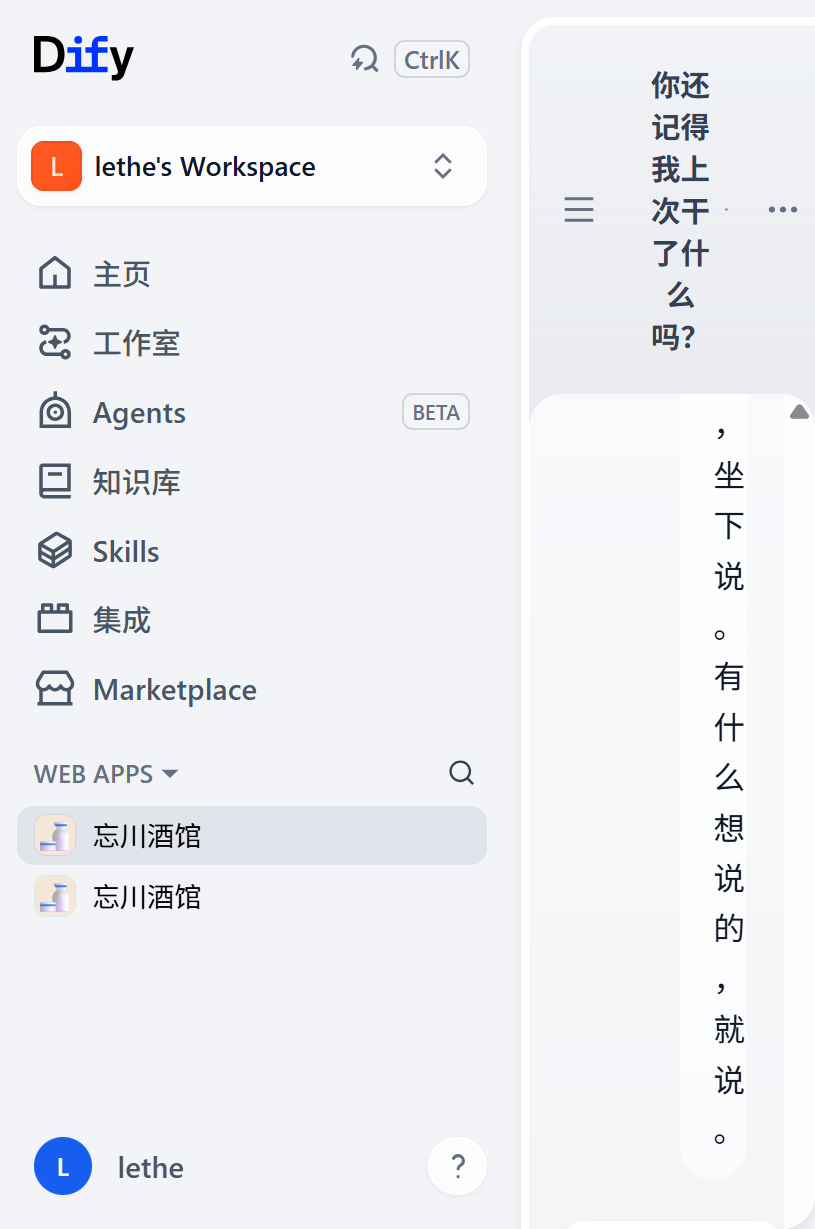 Dify
CtrlK
L
lethe's Workspace
主页
工作室
Agents
BETA
知识库
Skills
集成
Marketplace
WEB APPS
忘川酒馆
忘川酒馆
L
lethe
?
你还
记得
我上
次干
了什
么
吗？
，
坐
下
说
。
有
什
么
想
说
的
，
就
说
。